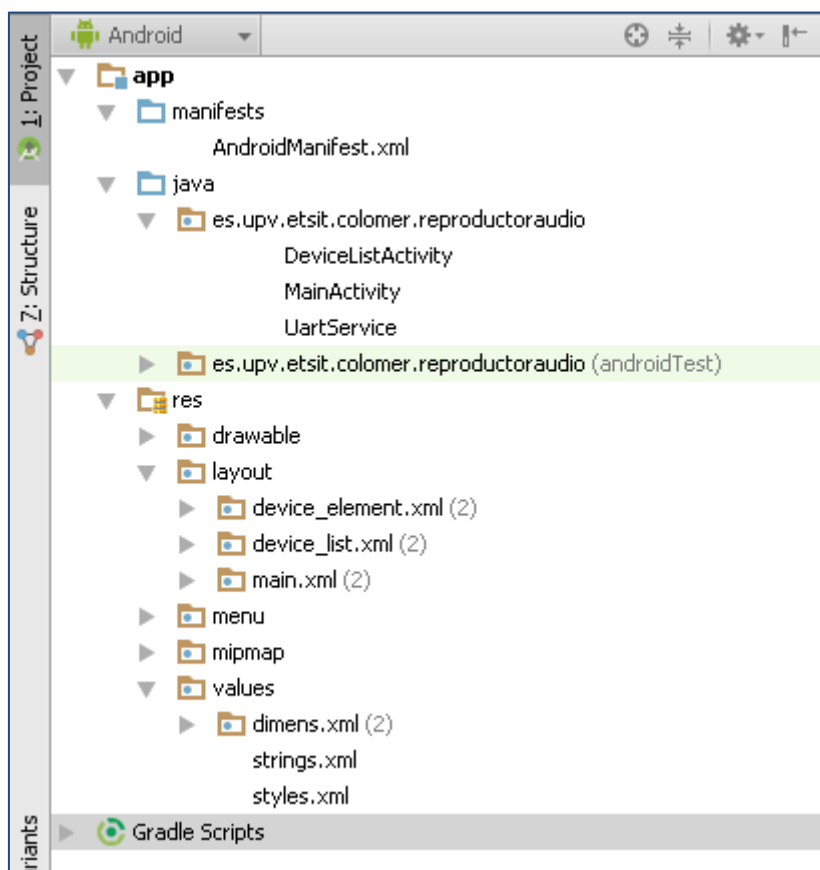 Android
1: Project
7: Structure
app
manifests
AndroidManifest.xml
java
es.upv.etsit.colomer.reproductoraudio
DeviceListActivity
MainActivity
UartService
es.upv.etsit.colomer.reproductoraudio (androidTest)
res
drawable
layout
device_element.xml (2)
device_list.xml (2)
main.xml (2)
menu
mipmap
values
dimens.xml (2)
strings.xml
styles.xml
Gradle Scripts
riants